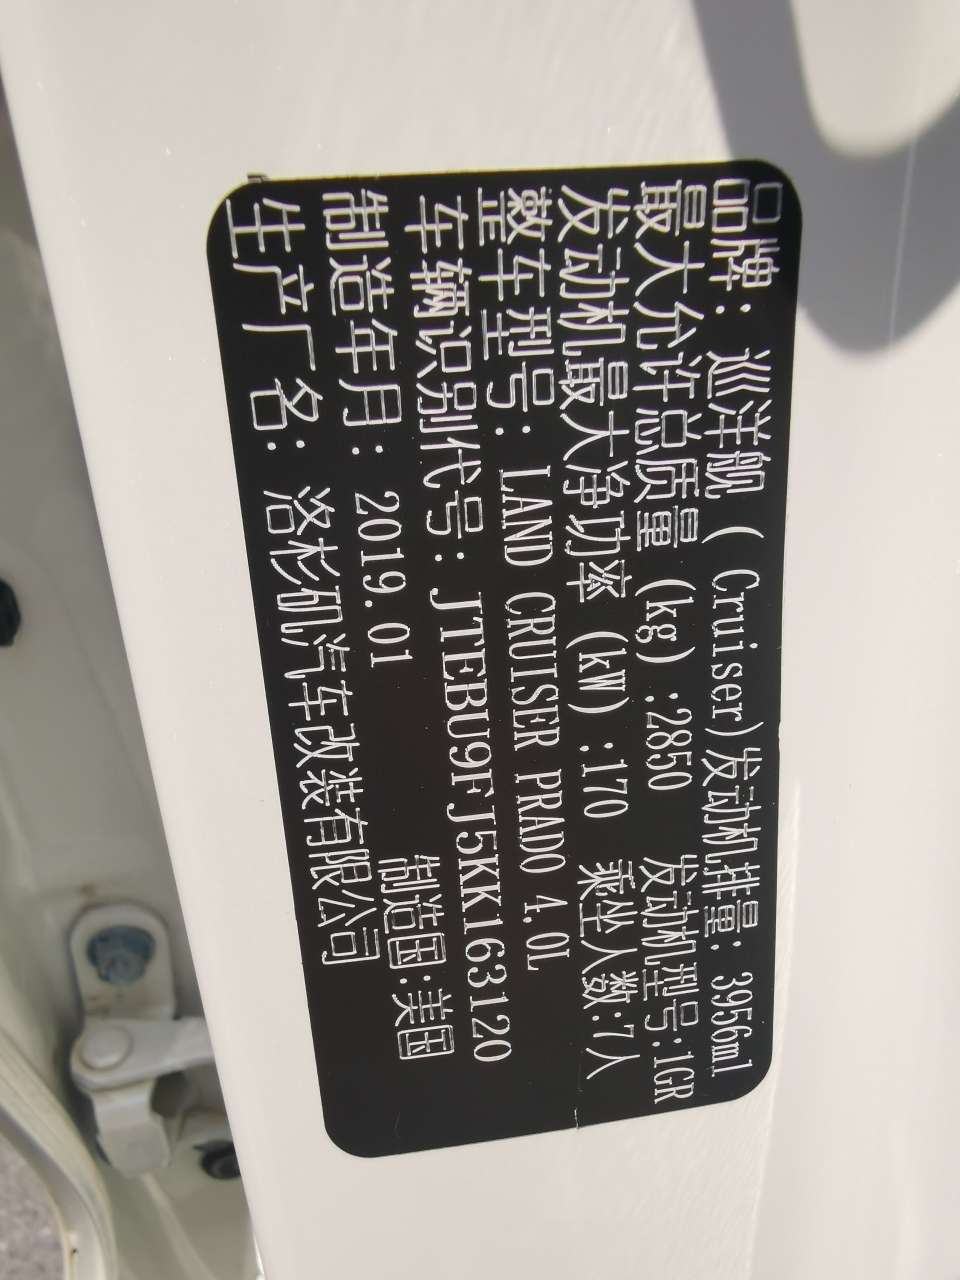 品牌：巡洋舰（Cruiser)发动机排量：3956ml
最大允许总质量（kg）:2850 发动机型号:1GR
发动机最大净功率（kW）:170 乘坐人数:7人
整车型号：LAND CRUISER PRADO 4.0L
车辆识别代号：JTEBU9FJ5KK163120
制造年月：2019.01 制造国:美国
生产厂名：洛杉矶汽车改装有限公司